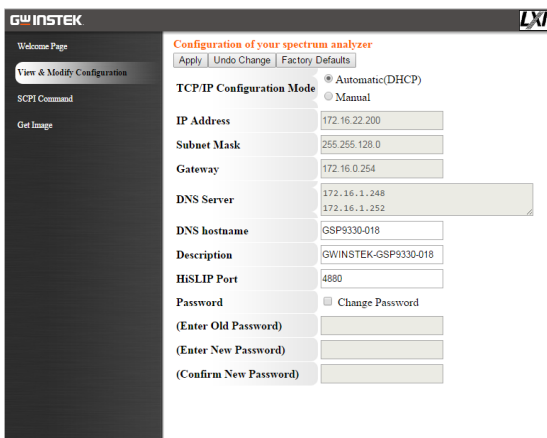 GWINSTEK
LXI
Welcome Page
View & Modify Configuration
SCPI Command
Get Image
Configuration of your spectrum analyzer
Apply Undo Change Factory Defaults
TCP/IP Configuration Mode
Automatic(DHCP)
Manual
IP Address 172.16.22.200
Subnet Mask 255.255.128.0
Gateway 172.16.0.254
DNS Server
172.16.1.248
172.16.1.252
DNS hostname GSP9330-018
Description GWINSTEK-GSP9330-018
HiSLIP Port 4880
Password Change Password
(Enter Old Password)
(Enter New Password)
(Confirm New Password)